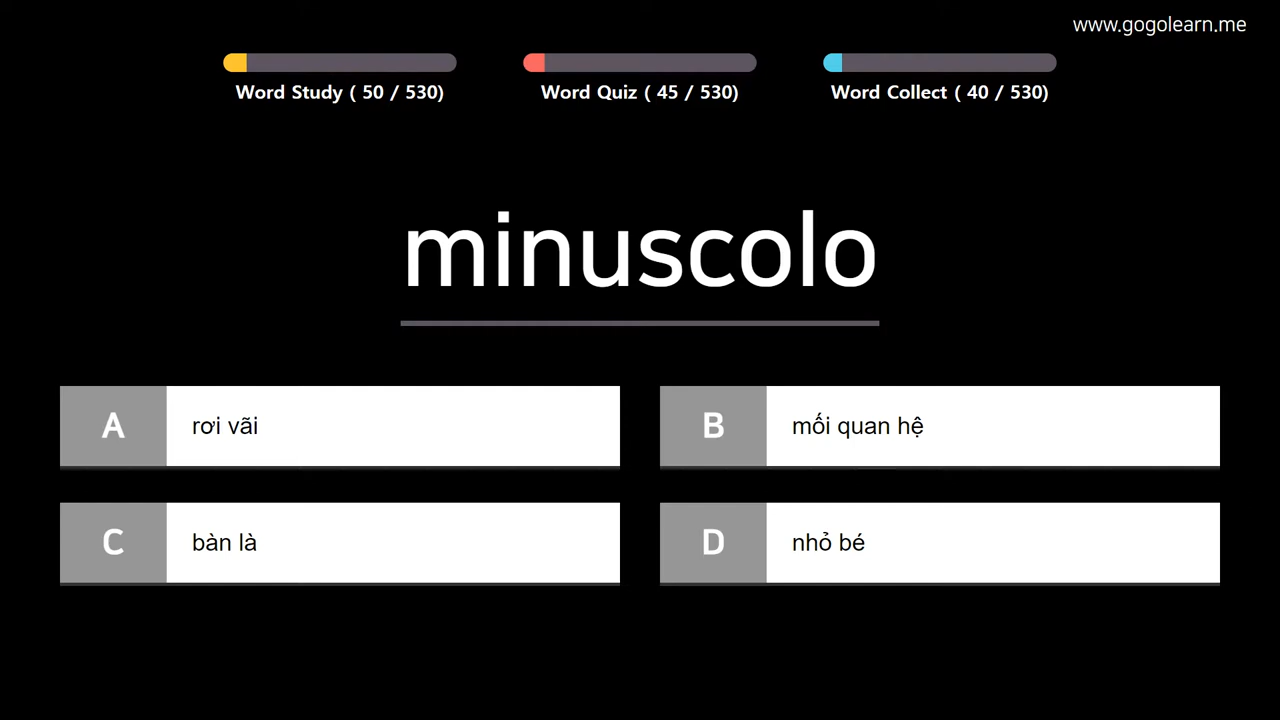 www.gogolearn.me
Word Study ( 50 / 530)
Word Quiz ( 45 / 530)
Word Collect ( 40 / 530)
minuscolo
A rơi vãi
B mối quan hệ
C bàn là
D nhỏ bé